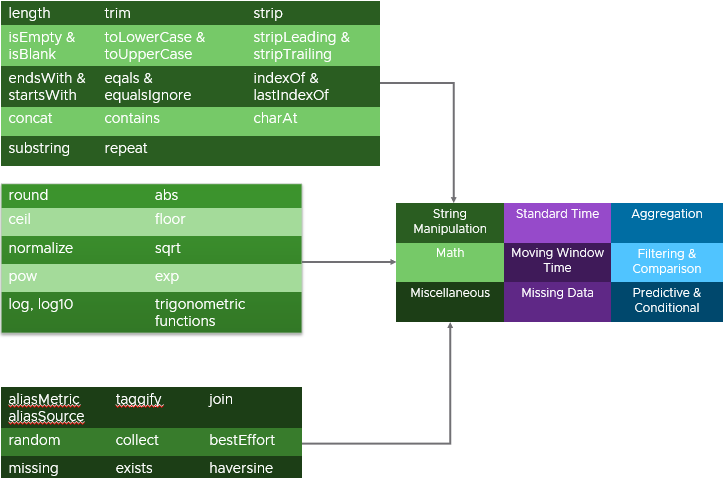 length trim strip
isEmpty & toLowerCase & stripLeading &
isBlank toUpperCase stripTrailing
endsWith & eqals & indexOf &
startsWith equalsIgnore lastIndexOf
concat contains charAt
substring repeat
round abs
ceil floor
normalize sqrt
pow exp
log, log10 trigonometric
functions
String Standard Time Aggregation
Manipulation
Math Moving Window Filtering &
Time Comparison
Miscellaneous Missing Data Predictive &
Conditional
aliasMetric taggify join
aliasSource
random collect bestEffort
missing exists haversine